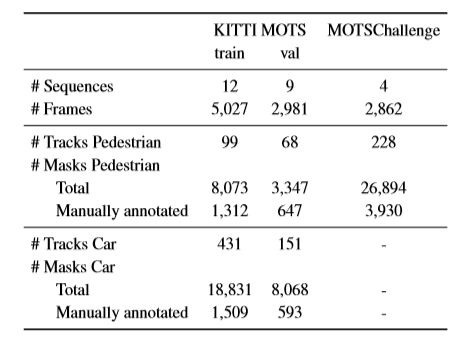 KITTI MOTS MOTSChallenge
train val
# Sequences 12 9 4
# Frames 5,027 2,981 2,862
# Tracks Pedestrian 99 68 228
# Masks Pedestrian
Total 8,073 3,347 26,894
Manually annotated 1,312 647 3,930
# Tracks Car 431 151 -
# Masks Car
Total 18,831 8,068 -
Manually annotated 1,509 593 -